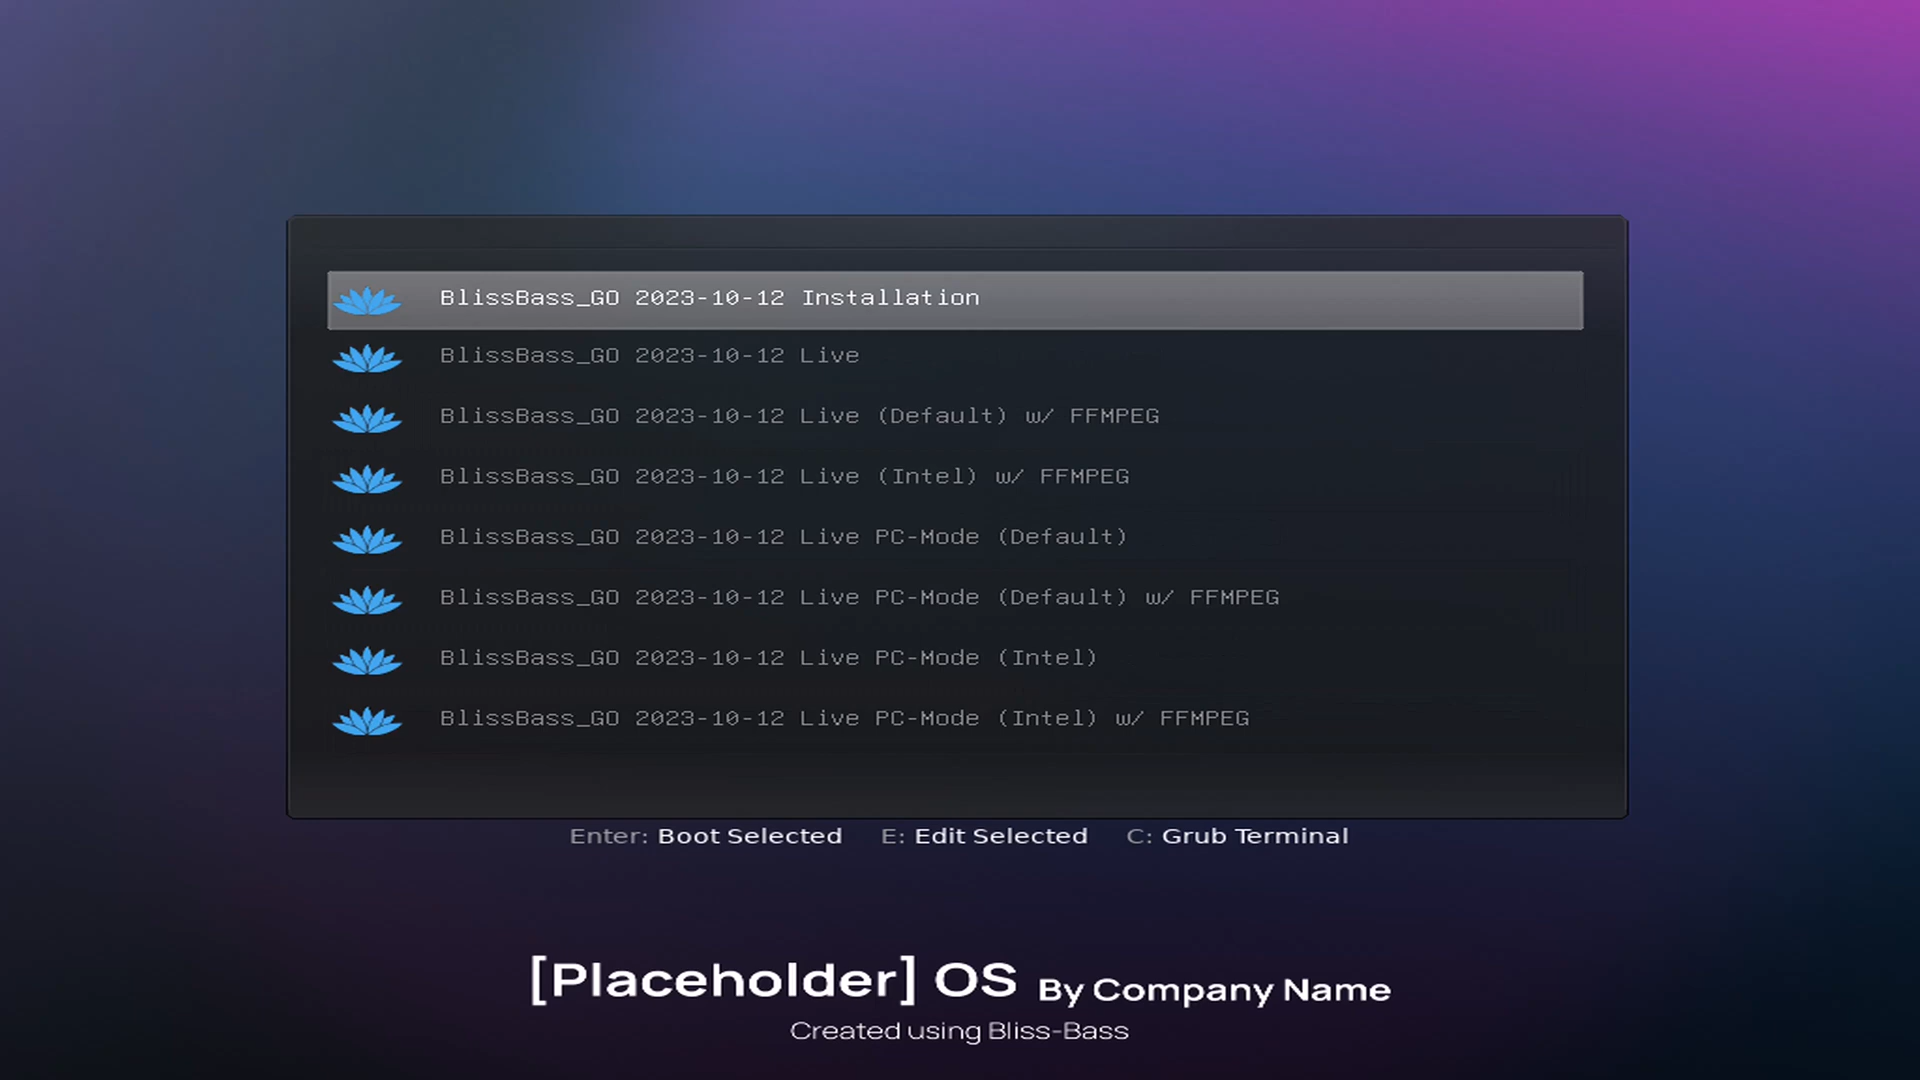 BlissBass_GO 2023-10-12 Installation
BlissBass_GO 2023-10-12 Live
BlissBass_GO 2023-10-12 Live (Default) w/ FFMPEG
BlissBass_GO 2023-10-12 Live (Intel) w/ FFMPEG
BlissBass_GO 2023-10-12 Live PC-Mode (Default)
BlissBass_GO 2023-10-12 Live PC-Mode (Default) w/ FFMPEG
BlissBass_GO 2023-10-12 Live PC-Mode (Intel)
BlissBass_GO 2023-10-12 Live PC-Mode (Intel) w/ FFMPEG
Enter: Boot Selected E: Edit Selected C: Grub Terminal
[Placeholder] OS By Company Name
Created using Bliss-Bass